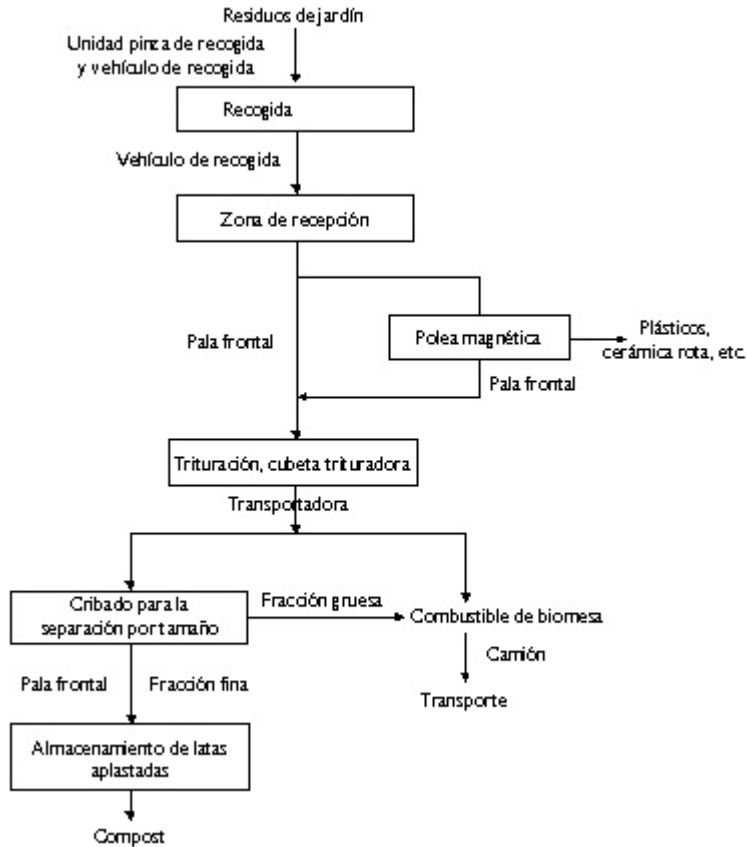 Residuos de jardín
Unidad pinza de recogida
y vehículo de recogida
Recogida
Vehículo de recogida
Zona de recepción
Pala frontal
Polea magnética
Plásticos,
cerámica rota, etc.
Pala frontal
Trituración, cubeta trituradora
Transportadora
Cribado para la
separación por tamaño
Fracción gruesa
Combustible de biomesa
Camión
Transporte
Pala frontal
Fracción fina
Almacenamiento de latas
aplastadas
Compost